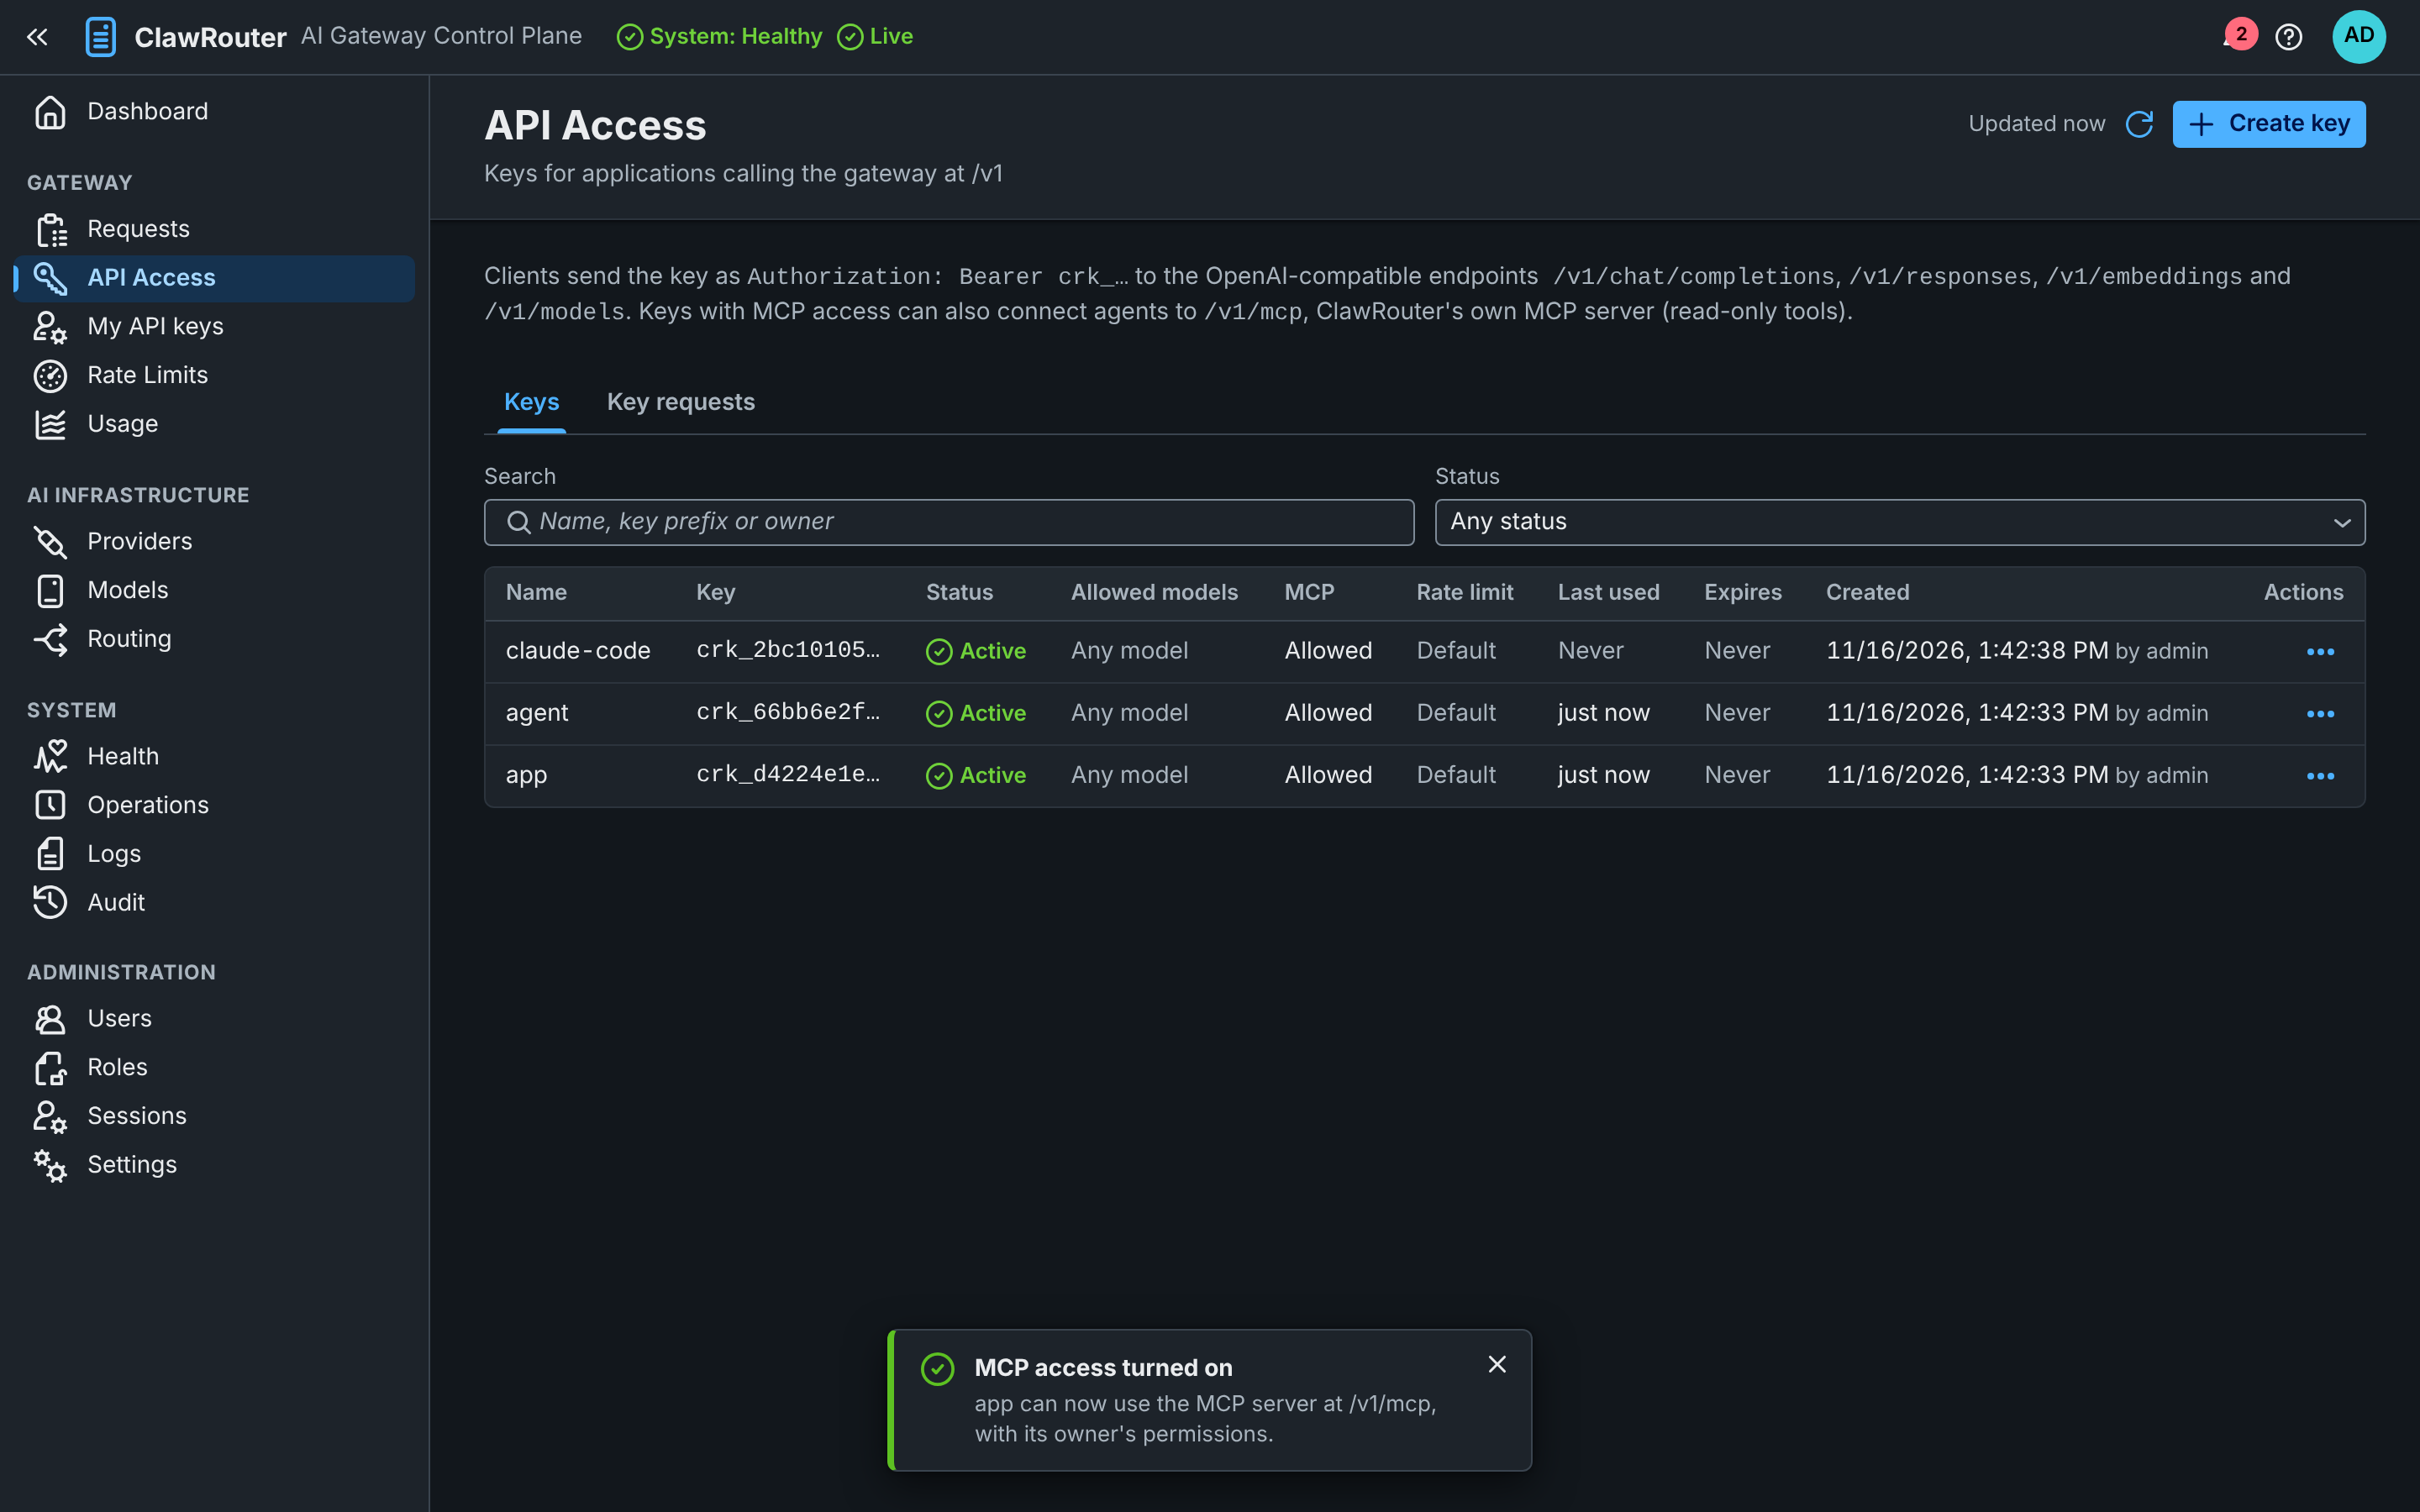 ClawRouter AI Gateway Control Plane System: Healthy Live 2 AD
Dashboard
GATEWAY
Requests
API Access
My API keys
Rate Limits
Usage
AI INFRASTRUCTURE
Providers
Models
Routing
SYSTEM
Health
Operations
Logs
Audit
ADMINISTRATION
Users
Roles
Sessions
Settings
API Access
Updated now Create key
Keys for applications calling the gateway at /v1
Clients send the key as Authorization: Bearer crk_… to the OpenAI-compatible endpoints /v1/chat/completions, /v1/responses, /v1/embeddings and
/v1/models. Keys with MCP access can also connect agents to /v1/mcp, ClawRouter's own MCP server (read-only tools).
Keys Key requests
Search Status
Name, key prefix or owner Any status
Name Key Status Allowed models MCP Rate limit Last used Expires Created Actions
claude-code crk_2bc10105… Active Any model Allowed Default Never Never 11/16/2026, 1:42:38 PM by admin
agent crk_66bb6e2f… Active Any model Allowed Default just now Never 11/16/2026, 1:42:33 PM by admin
app crk_d4224e1e… Active Any model Allowed Default just now Never 11/16/2026, 1:42:33 PM by admin
MCP access turned on
app can now use the MCP server at /v1/mcp,
with its owner's permissions.